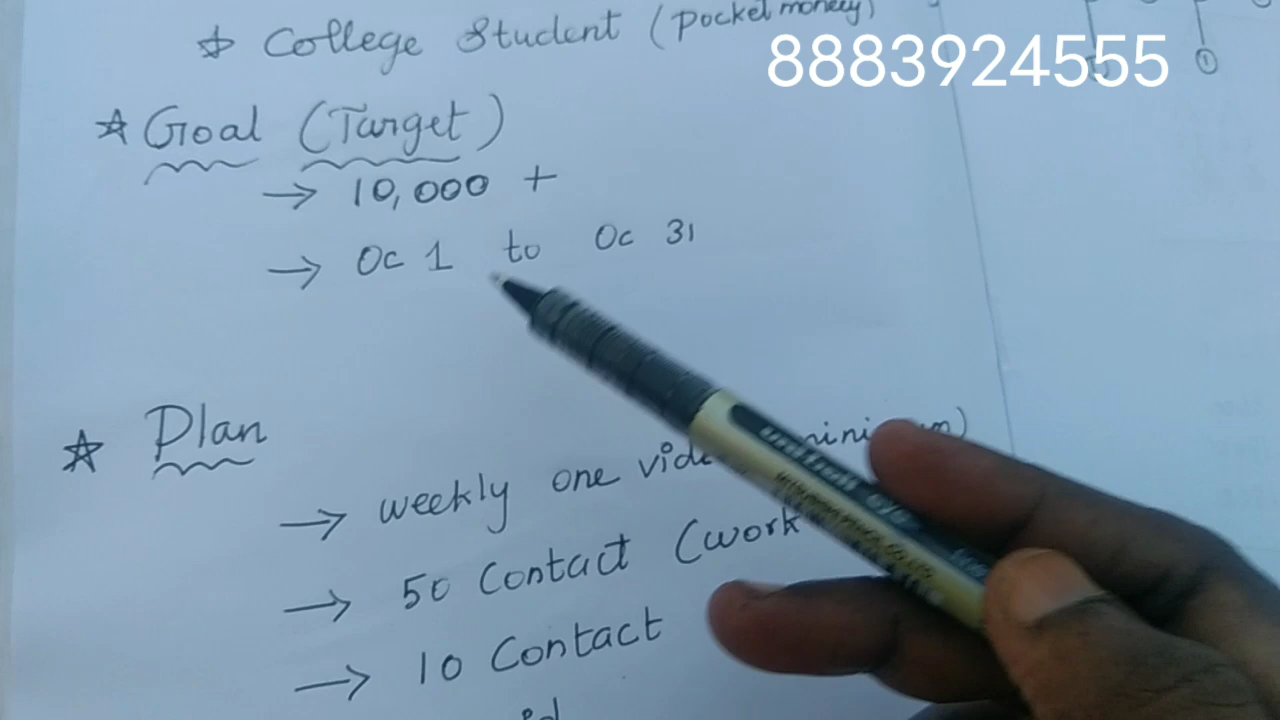 ☆ College Student (pocket money)
8883924555
☆ Goal (Target)
→ 10,000 +
→ Oc 1 to Oc 31
☆ Plan
→ weekly one
→ 50 Contact (work
→ 10 Contact